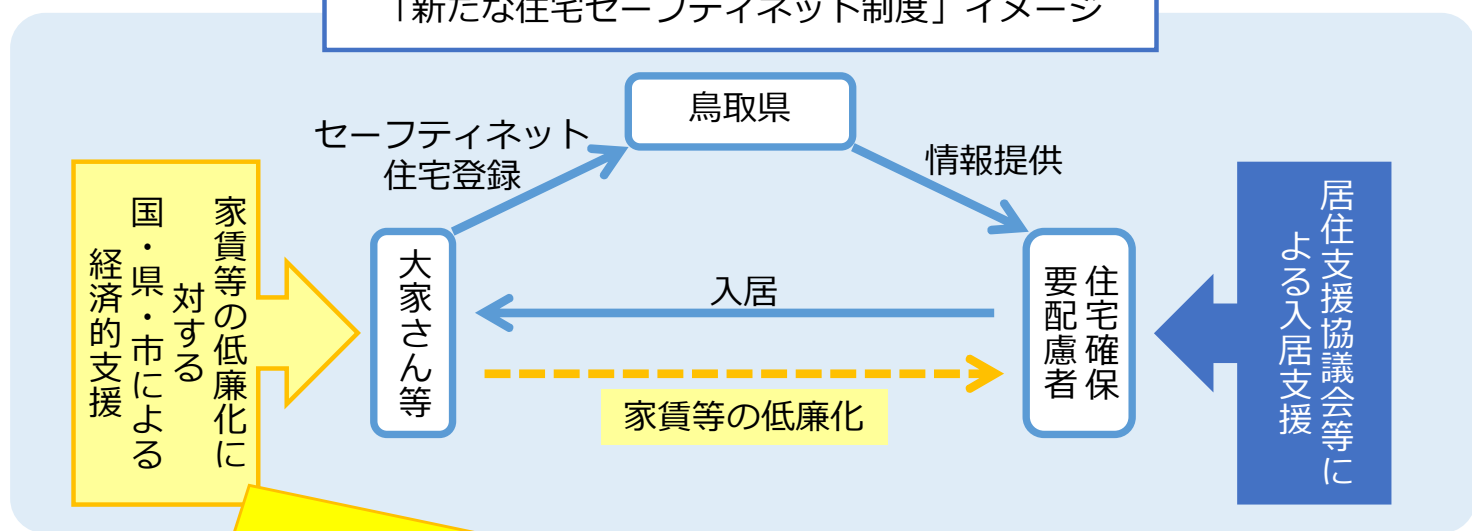 「新たな住宅セーフティネット制度」イメージ
鳥取県
セーフティネット
住宅登録
情報提供
家賃等の低廉化に
対する
国・県・市による
経済的支援
大家さん等
入居
家賃等の低廉化
住宅確保
要配慮者
居住支援協議会等に
よる入居支援